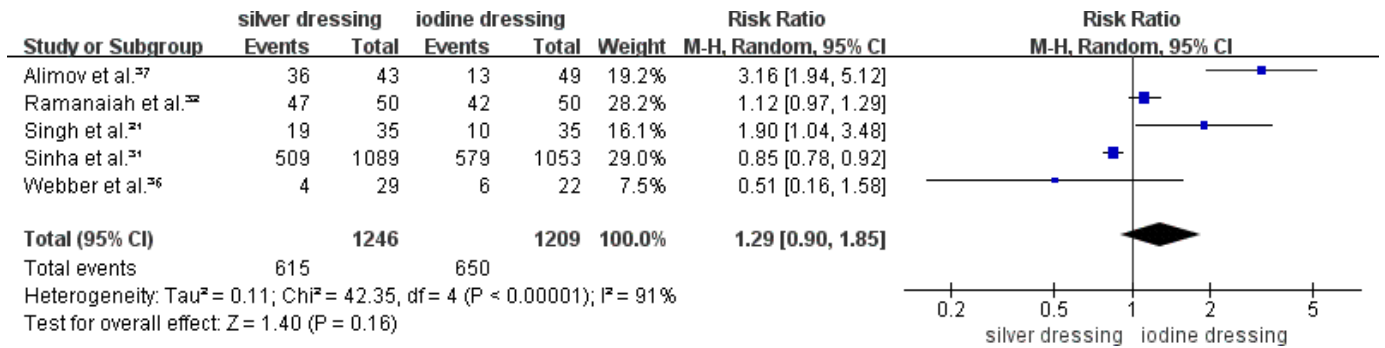 silver dressing iodine dressing Risk Ratio Risk Ratio
Study or Subgroup Events Total Events Total Weight M-H, Random, 95% CI M-H, Random, 95% CI
Alimov et al.³⁷ 36 43 13 49 19.2% 3.16 [1.94, 5.12]
Ramanaiah et al.³² 47 50 42 50 28.2% 1.12 [0.97, 1.29]
Singh et al.²¹ 19 35 10 35 16.1% 1.90 [1.04, 3.48]
Sinha et al.³¹ 509 1089 579 1053 29.0% 0.85 [0.78, 0.92]
Webber et al.³⁶ 4 29 6 22 7.5% 0.51 [0.16, 1.58]
Total (95% CI) 1246 1209 100.0% 1.29 [0.90, 1.85]
Total events 615 650
Heterogeneity: Tau² = 0.11; Chi² = 42.35, df = 4 (P < 0.00001); I² = 91%
Test for overall effect: Z = 1.40 (P = 0.16)
0.2 0.5 1 2 5
silver dressing iodine dressing